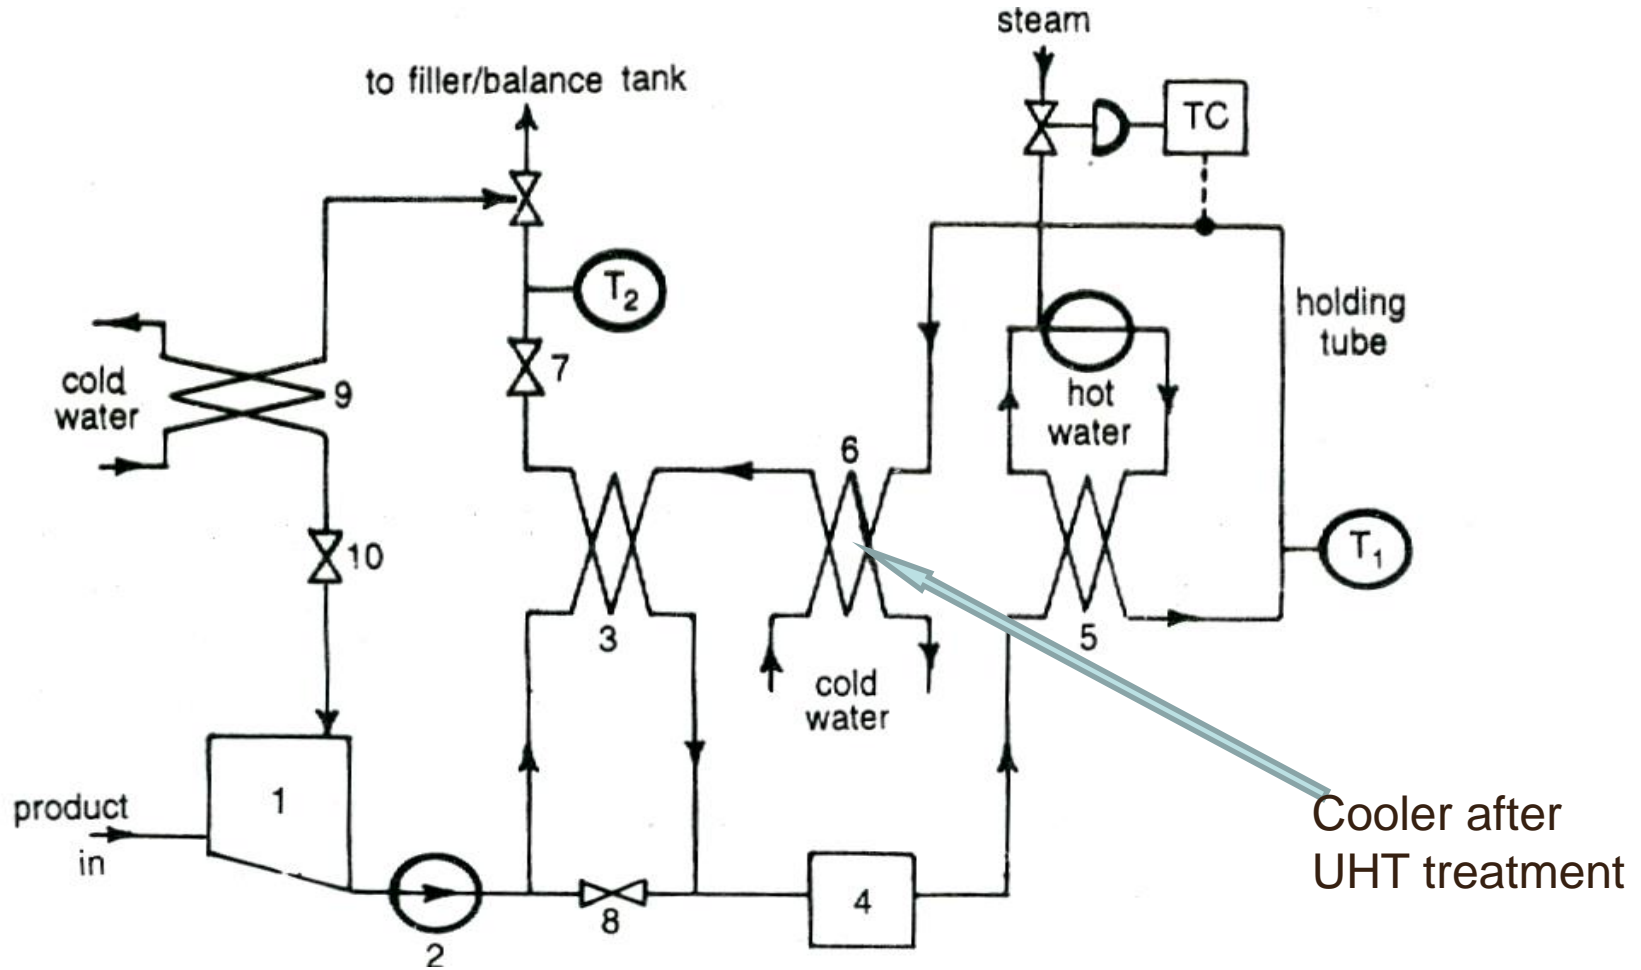 steam
to filler/balance tank
TC
T2
holding
tube
7
cold
water
9
hot
water
6
10
T1
3
5
cold
water
1
product
in
Cooler after
UHT treatment
4
8
2